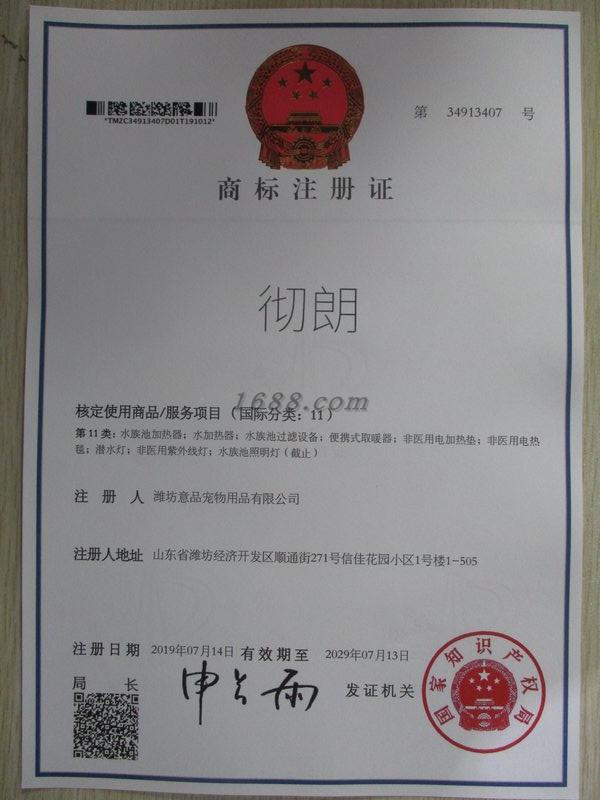 *TMZC34913407D01T191012*
第 34913407 号
商标注册证
彻朗
1688.com
核定使用商品/服务项目（国际分类：11）
第11类：水族池加热器；水加热器；水族池过滤设备；便携式取暖器；非医用电加热垫；非医用电热
毯；潜水灯；非医用紫外线灯；水族池照明灯（截止）
注 册 人 潍坊意品宠物用品有限公司
注册人地址 山东省潍坊经济开发区顺通街271号信佳花园小区1号楼1-505
注册日期 2019年07月14日 有效期至 2029年07月13日
局 长 申长雨 发证机关
国家知识产权局